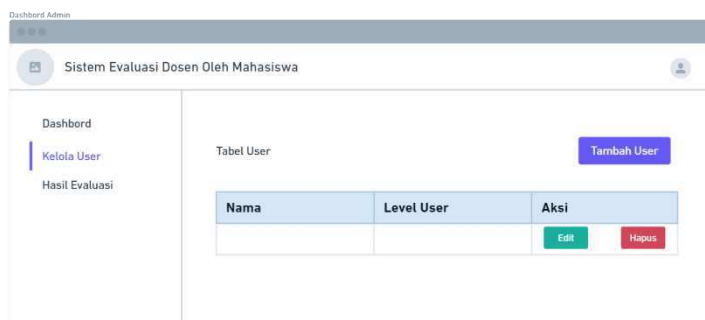 Dashbord Admin
Sistem Evaluasi Dosen Oleh Mahasiswa
Dashbord
Kelola User
Hasil Evaluasi
Tabel User
Tambah User
Nama Level User Aksi
Edit Hapus